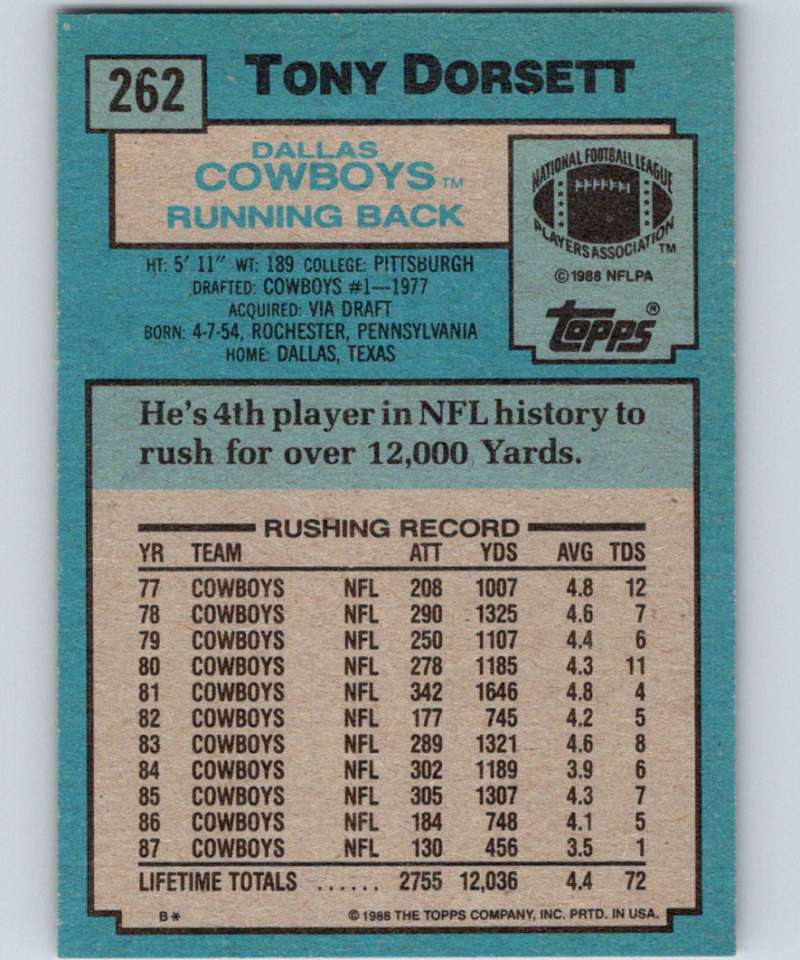 262
TONY DORSETT
DALLAS
COWBOYS™
RUNNING BACK
NATIONAL FOOTBALL LEAGUE
PLAYERS ASSOCIATION™
©1988 NFLPA
topps®
HT: 5' 11" WT: 189 COLLEGE: PITTSBURGH
DRAFTED: COWBOYS #1—1977
ACQUIRED: VIA DRAFT
BORN: 4-7-54, ROCHESTER, PENNSYLVANIA
HOME: DALLAS, TEXAS
He's 4th player in NFL history to
rush for over 12,000 Yards.
RUSHING RECORD
YR TEAM ATT YDS AVG TDS
77 COWBOYS NFL 208 1007 4.8 12
78 COWBOYS NFL 290 1325 4.6 7
79 COWBOYS NFL 250 1107 4.4 6
80 COWBOYS NFL 278 1185 4.3 11
81 COWBOYS NFL 342 1646 4.8 4
82 COWBOYS NFL 177 745 4.2 5
83 COWBOYS NFL 289 1321 4.6 8
84 COWBOYS NFL 302 1189 3.9 6
85 COWBOYS NFL 305 1307 4.3 7
86 COWBOYS NFL 184 748 4.1 5
87 COWBOYS NFL 130 456 3.5 1
LIFETIME TOTALS ...... 2755 12,036 4.4 72
B* ©1988 THE TOPPS COMPANY, INC. PRTD. IN USA.